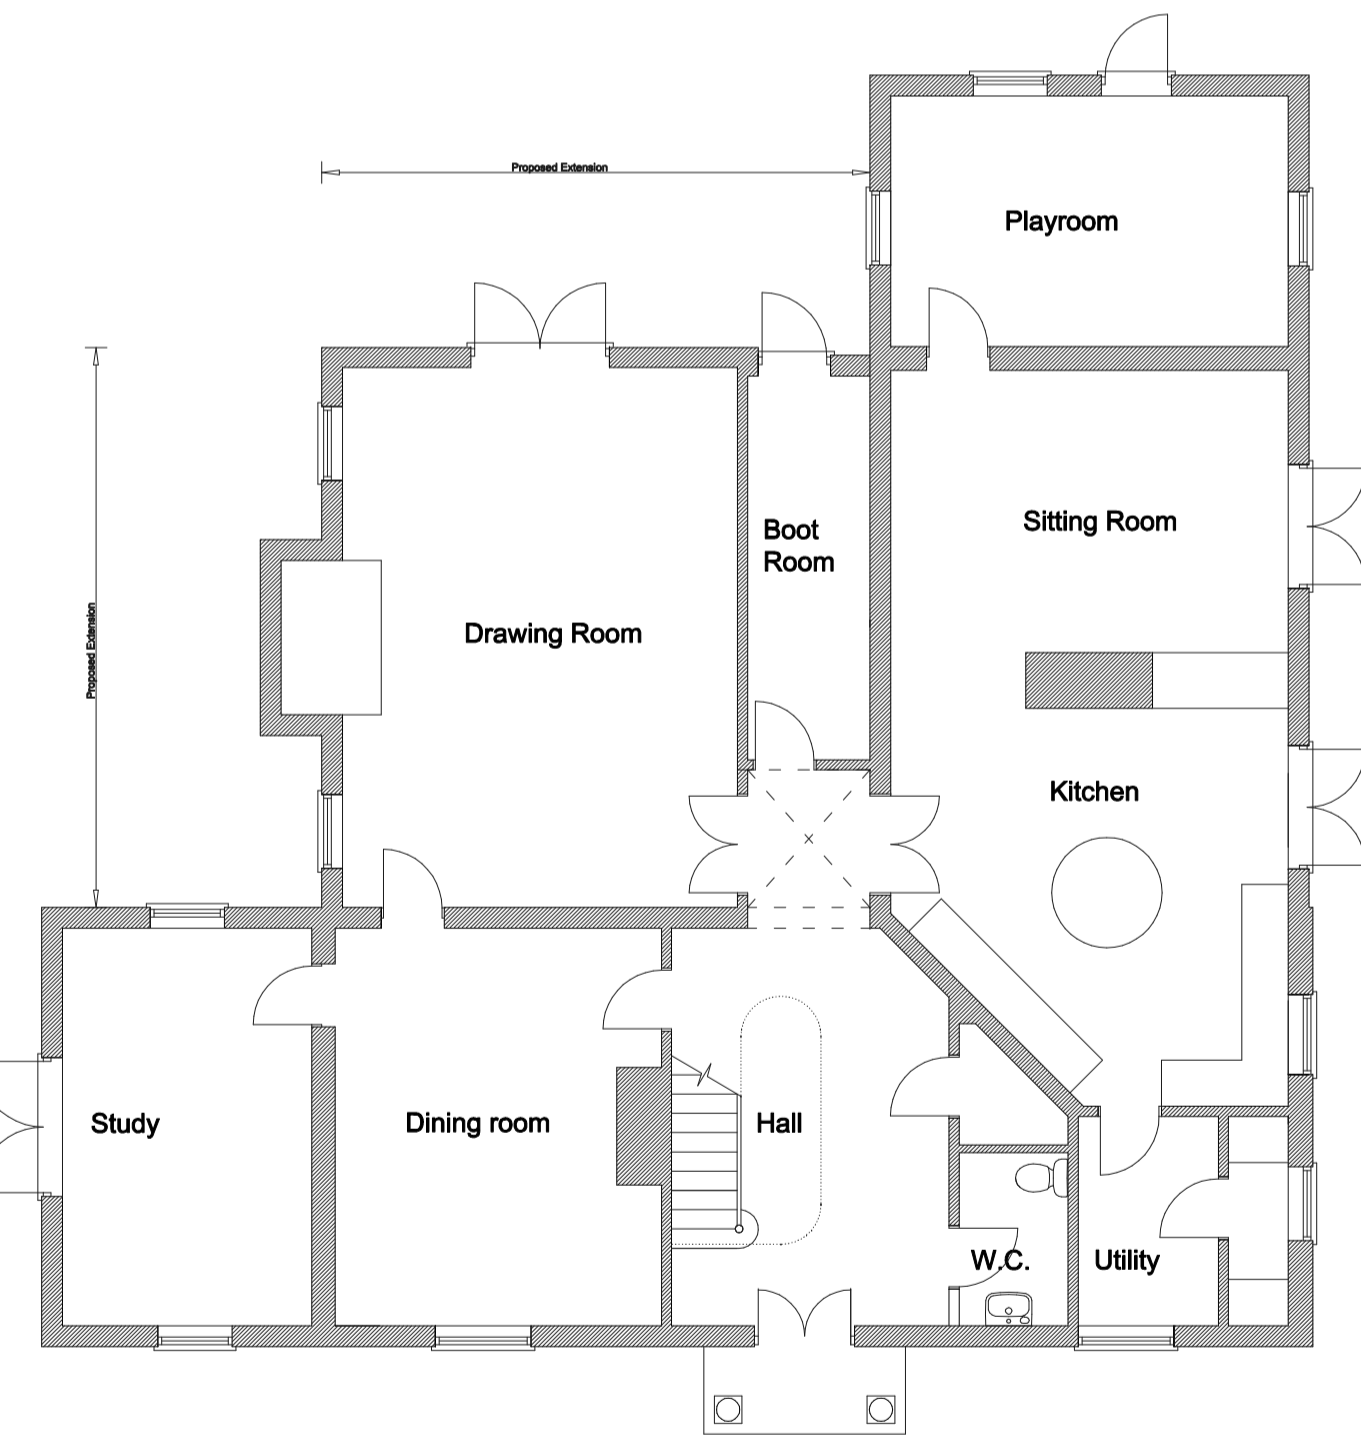 Proposed Extension
Playroom
Boot
Room
Sitting Room
Proposed Extension
Drawing Room
Kitchen
Study
Dining room
Hall
W.C.
Utility